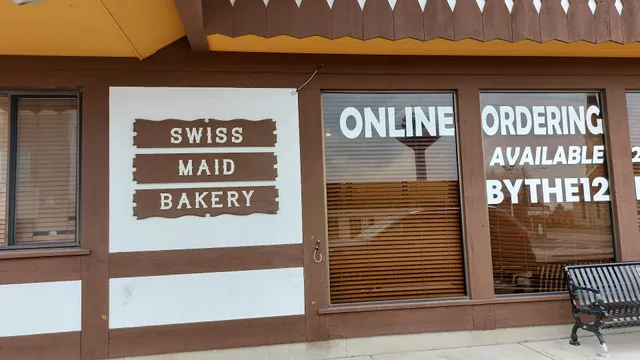 SWISS
MAID
BAKERY
ONLINE ORDERING
AVAILABLE
BYTHE12